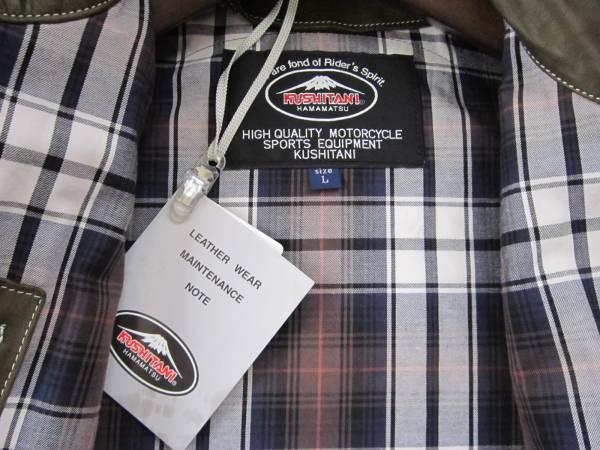 are fond of Rider's Spirit.
KUSHITANI®
HAMAMATSU
HIGH QUALITY MOTORCYCLE
SPORTS EQUIPMENT
KUSHITANI
size
L
LEATHER WEAR
MAINTENANCE
NOTE
KUSHITANI®
HAMAMATSU